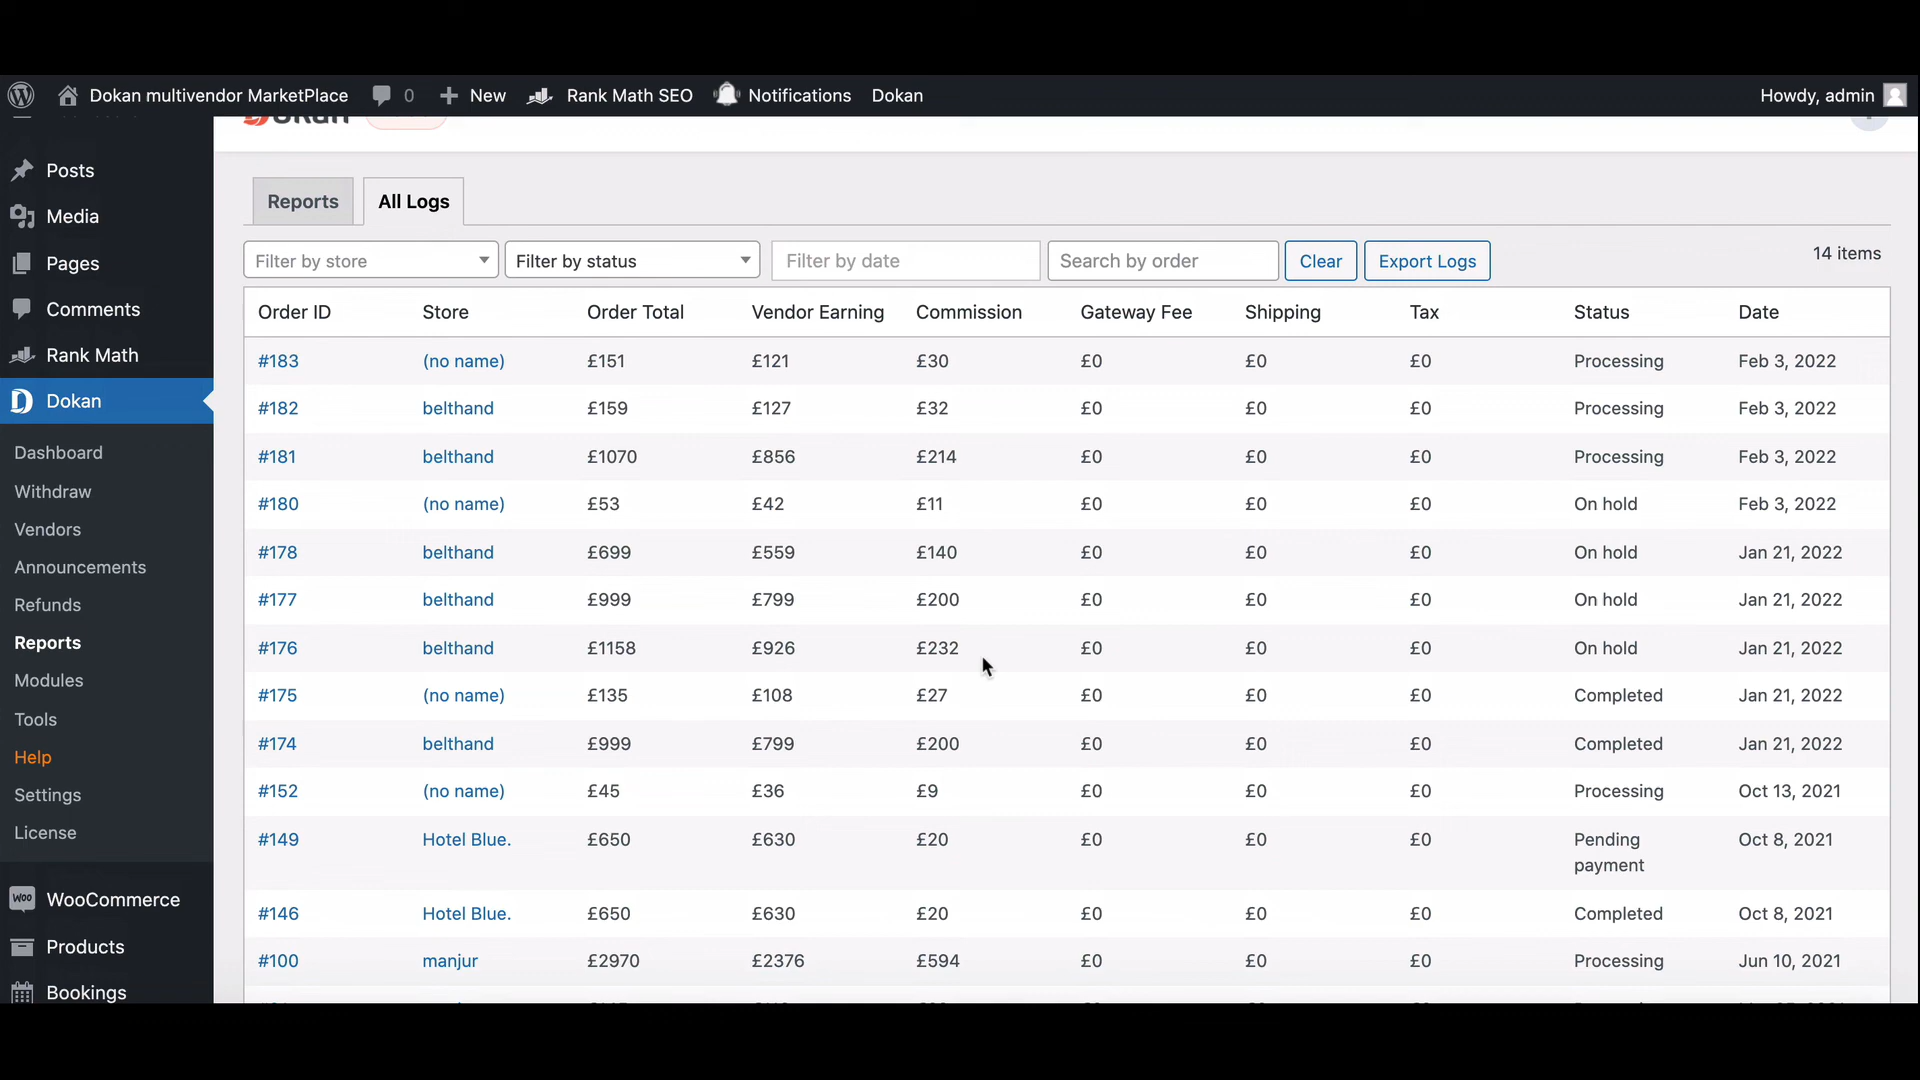 Dokan multivendor MarketPlace 0 New Rank Math SEO Notifications Dokan Howdy, admin
Posts
Media
Pages
Comments
Rank Math
Dokan
Dashboard
Withdraw
Vendors
Announcements
Refunds
Reports
Modules
Tools
Help
Settings
License
WooCommerce
Products
Bookings
Reports All Logs
Filter by store Filter by status Filter by date Search by order Clear Export Logs 14 items
Order ID Store Order Total Vendor Earning Commission Gateway Fee Shipping Tax Status Date
#183 (no name) £151 £121 £30 £0 £0 £0 Processing Feb 3, 2022
#182 belthand £159 £127 £32 £0 £0 £0 Processing Feb 3, 2022
#181 belthand £1070 £856 £214 £0 £0 £0 Processing Feb 3, 2022
#180 (no name) £53 £42 £11 £0 £0 £0 On hold Feb 3, 2022
#178 belthand £699 £559 £140 £0 £0 £0 On hold Jan 21, 2022
#177 belthand £999 £799 £200 £0 £0 £0 On hold Jan 21, 2022
#176 belthand £1158 £926 £232 £0 £0 £0 On hold Jan 21, 2022
#175 (no name) £135 £108 £27 £0 £0 £0 Completed Jan 21, 2022
#174 belthand £999 £799 £200 £0 £0 £0 Completed Jan 21, 2022
#152 (no name) £45 £36 £9 £0 £0 £0 Processing Oct 13, 2021
#149 Hotel Blue. £650 £630 £20 £0 £0 £0 Pending payment Oct 8, 2021
#146 Hotel Blue. £650 £630 £20 £0 £0 £0 Completed Oct 8, 2021
#100 manjur £2970 £2376 £594 £0 £0 £0 Processing Jun 10, 2021